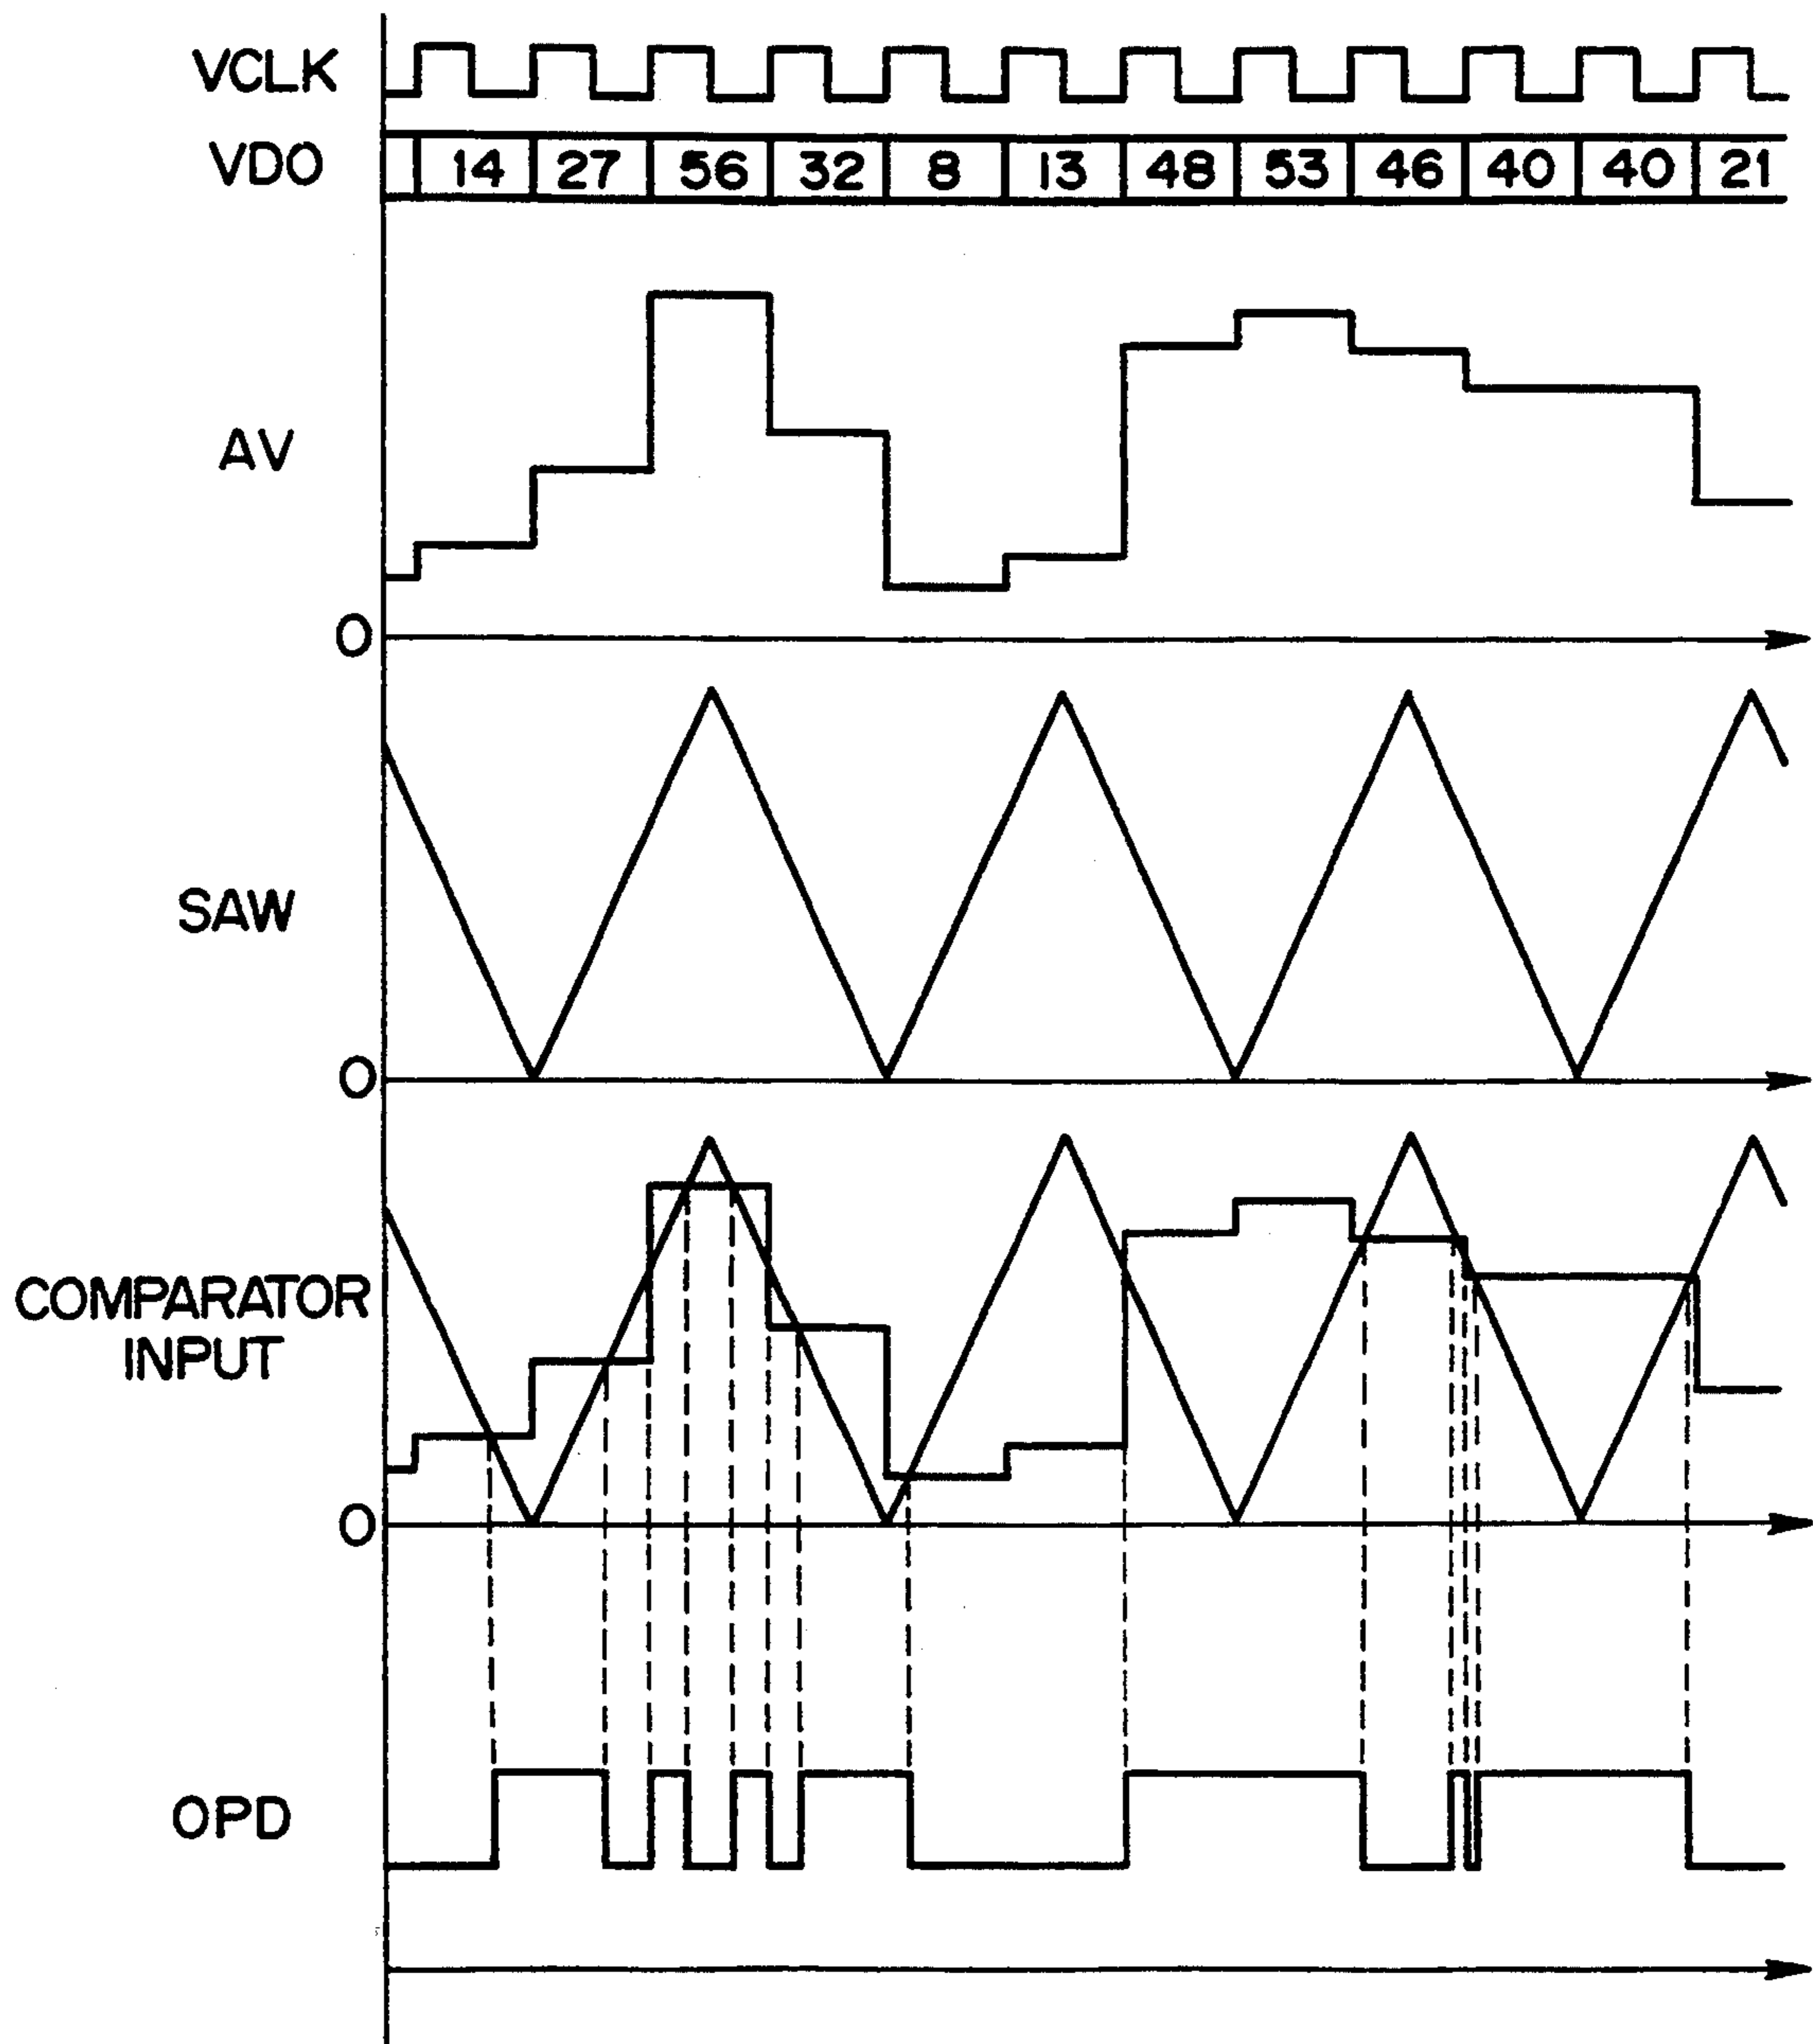 VCLK
VDO 14 27 56 32 8 13 48 53 46 40 40 21
AV
0
SAW
0
COMPARATOR
INPUT
0
OPD